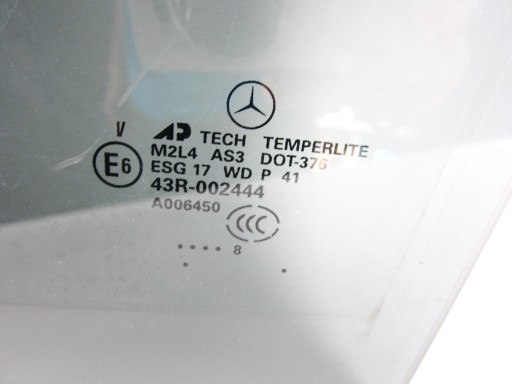 V AP TECH TEMPERLITE
M2L4 AS3 DOT-376
E6 ESG 17 WD P 41
43R-002444
A006450 CCC
.... 8